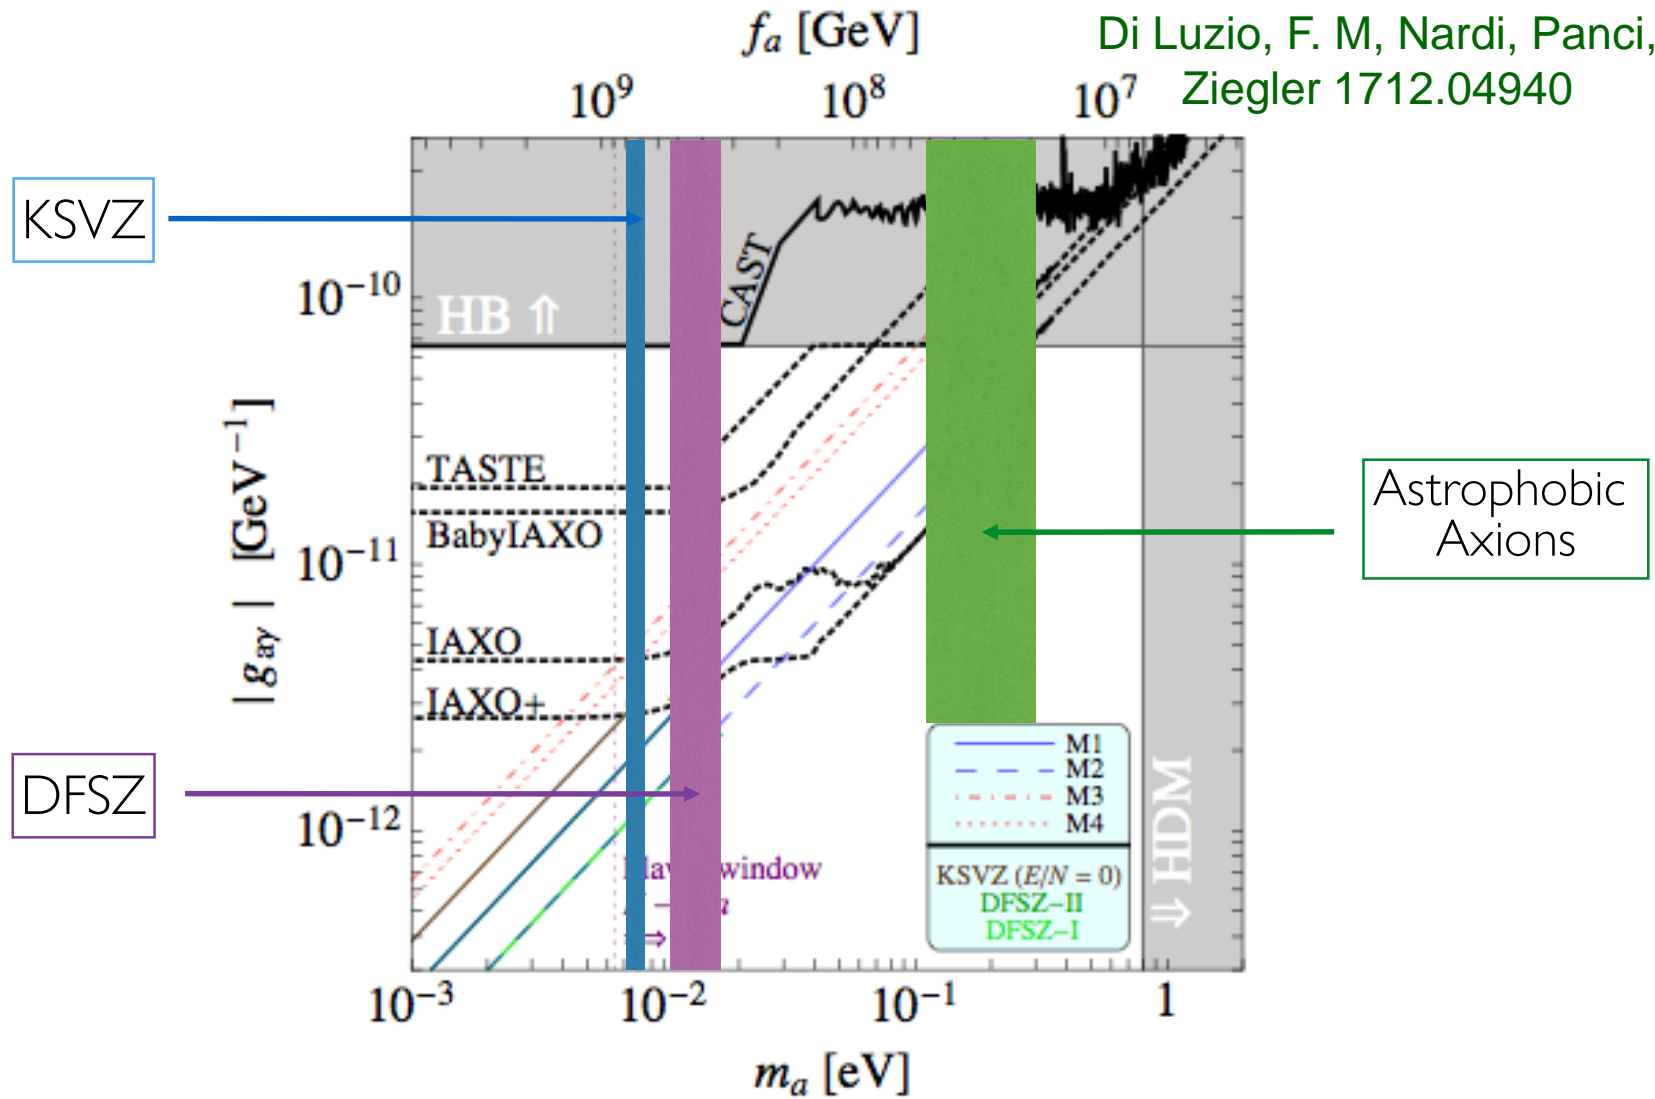 f_a [GeV]
Di Luzio, F. M, Nardi, Panci,
Ziegler 1712.04940
10^9
10^8
10^7
KSVZ
CAST
10^{-10}
HB ⇑
TASTE
BabyIAXO
Astrophobic
Axions
10^{-11}
|g_{aγ}| [GeV^{-1}]
IAXO
IAXO+
M1
M2
M3
M4
DFSZ
⇓ HDM
10^{-12}
window
KSVZ (E/N = 0)
DFSZ-II
DFSZ-I
⇒
10^{-3}
10^{-2}
10^{-1}
1
m_a [eV]